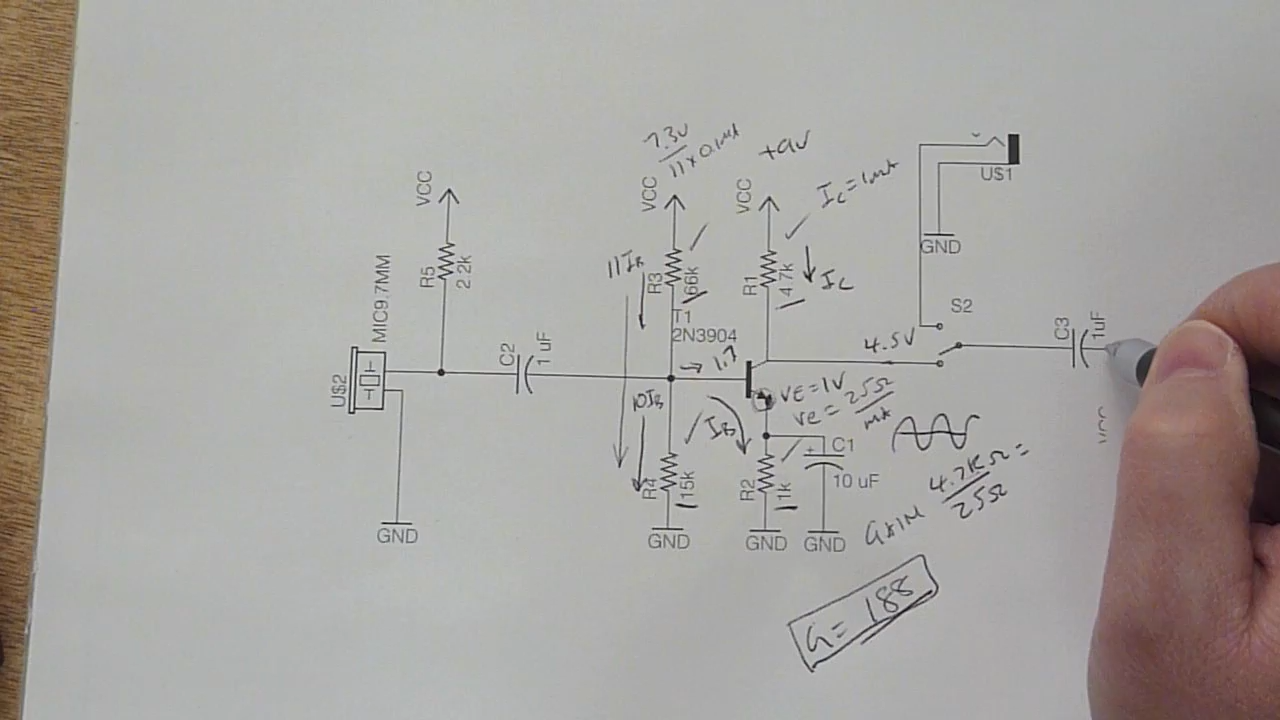 7.3V
11 x 0.1mA
+9V
VCC
VCC
VCC
IC = 1mA
U$1
GND
MIC9.7MM
R5
2.2k
11IB
R3
66k
R1
4.7k
IC
T1
2N3904
S2
C3
1uF
C2
1uF
4.5V
1.7
U$2
10IB
IB
VE = 1V
re = 25Ω
mA
C1
+
10 uF
R4
15k
R2
1k
GND
GND
GND
GND
GAIN 4.7KΩ =
25Ω
G = 188